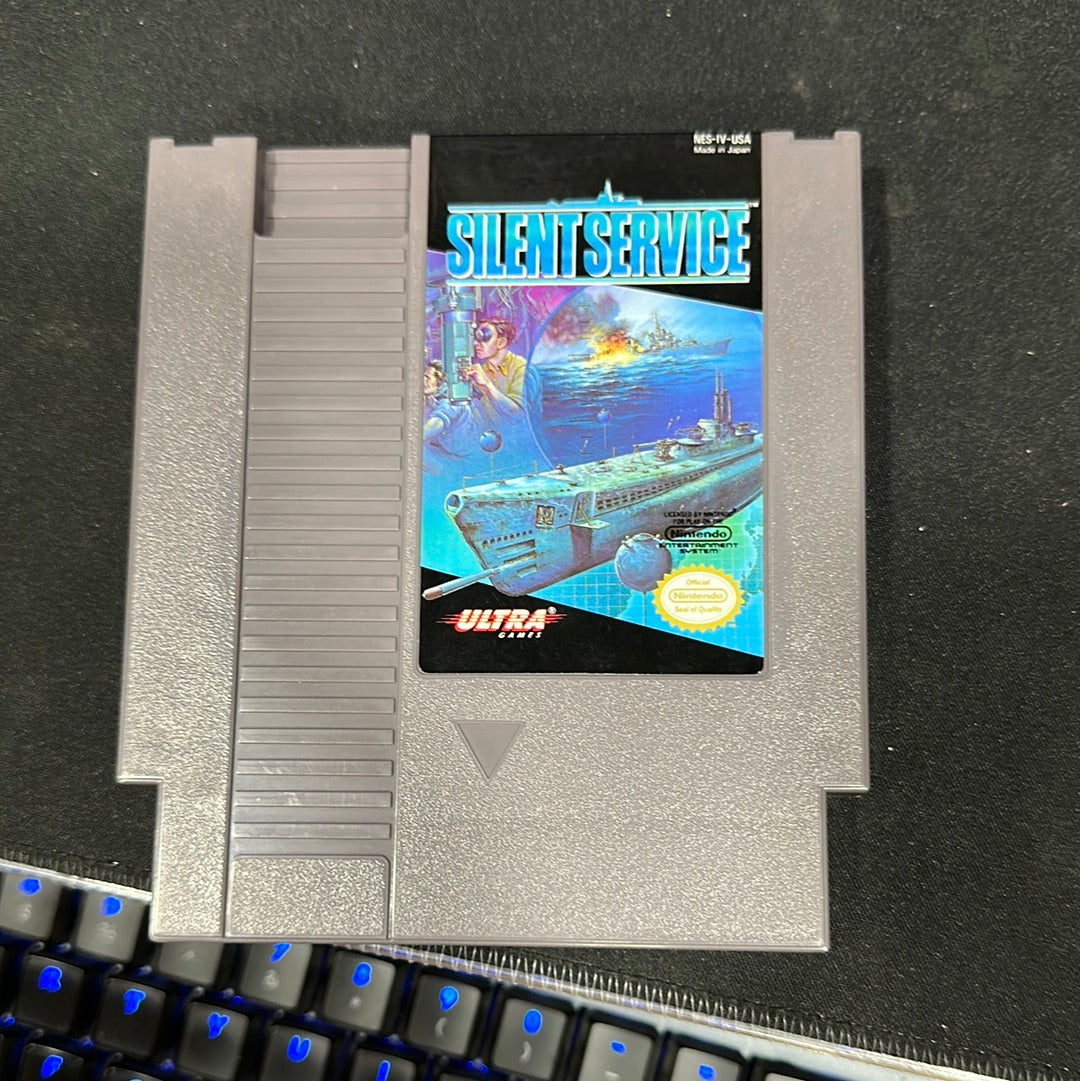 NES-IV-USA
Made in Japan
SILENT SERVICE™
LICENSED BY NINTENDO®
FOR PLAY ON THE
Nintendo
ENTERTAINMENT
SYSTEM
Official
Nintendo
Seal of Quality
ULTRA®
GAMES
T Y U